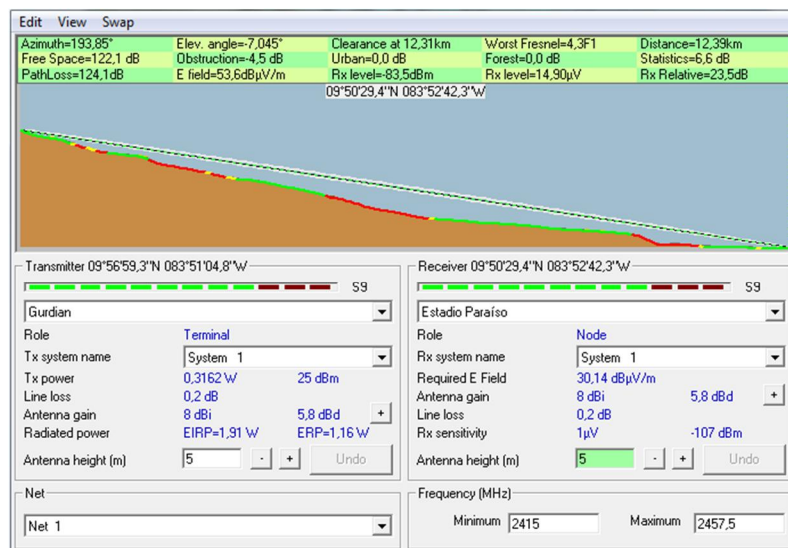 Edit View Swap
Azimuth=193,85° Elev. angle=-7,045° Clearance at 12,31km Worst Fresnel=4,3F1 Distance=12,39km
Free Space=122,1 dB Obstruction=-4,5 dB Urban=0,0 dB Forest=0,0 dB Statistics=6,6 dB
PathLoss=124,1dB E field=53,6dBµV/m Rx level=-83,5dBm Rx level=14,90µV Rx Relative=23,5dB
09°50'29,4"N 083°52'42,3"W
Transmitter 09°56'59,3"N 083°51'04,8"W
S9
Gurdian
Role Terminal
Tx system name System 1
Tx power 0,3162 W 25 dBm
Line loss 0,2 dB
Antenna gain 8 dBi 5,8 dBd +
Radiated power EIRP=1,91 W ERP=1,16 W
Antenna height (m) 5 - + Undo
Net
Net 1
Receiver 09°50'29,4"N 083°52'42,3"W
S9
Estadio Paraíso
Role Node
Rx system name System 1
Required E Field 30,14 dBµV/m
Antenna gain 8 dBi 5,8 dBd +
Line loss 0,2 dB
Rx sensitivity 1µV -107 dBm
Antenna height (m) 5 - + Undo
Frequency (MHz)
Minimum 2415 Maximum 2457,5